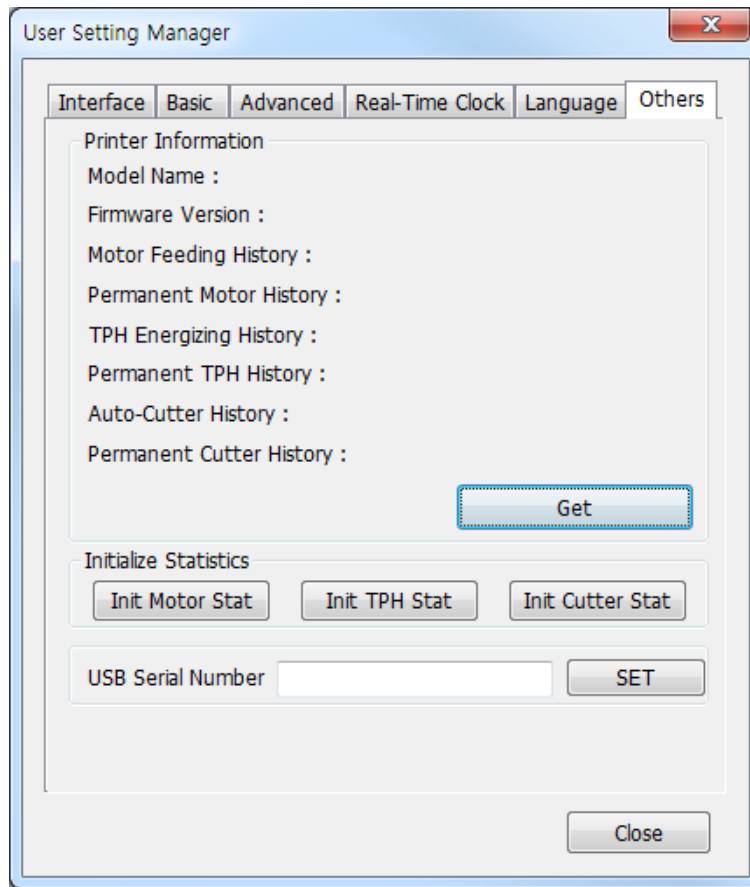 User Setting Manager
Interface Basic Advanced Real-Time Clock Language Others
Printer Information
Model Name :
Firmware Version :
Motor Feeding History :
Permanent Motor History :
TPH Energizing History :
Permanent TPH History :
Auto-Cutter History :
Permanent Cutter History :
Get
Initialize Statistics
Init Motor Stat Init TPH Stat Init Cutter Stat
USB Serial Number SET
Close